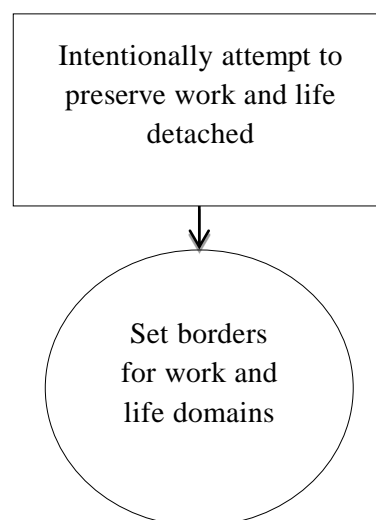 Intentionally attempt to
preserve work and life
detached
Set borders
for work and
life domains